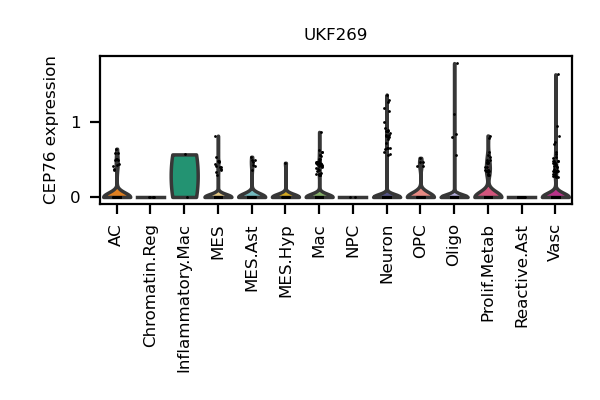 UKF269
CEP76 expression
1
0
AC
Chromatin.Reg
Inflammatory.Mac
MES
MES.Ast
MES.Hyp
Mac
NPC
Neuron
OPC
Oligo
Prolif.Metab
Reactive.Ast
Vasc